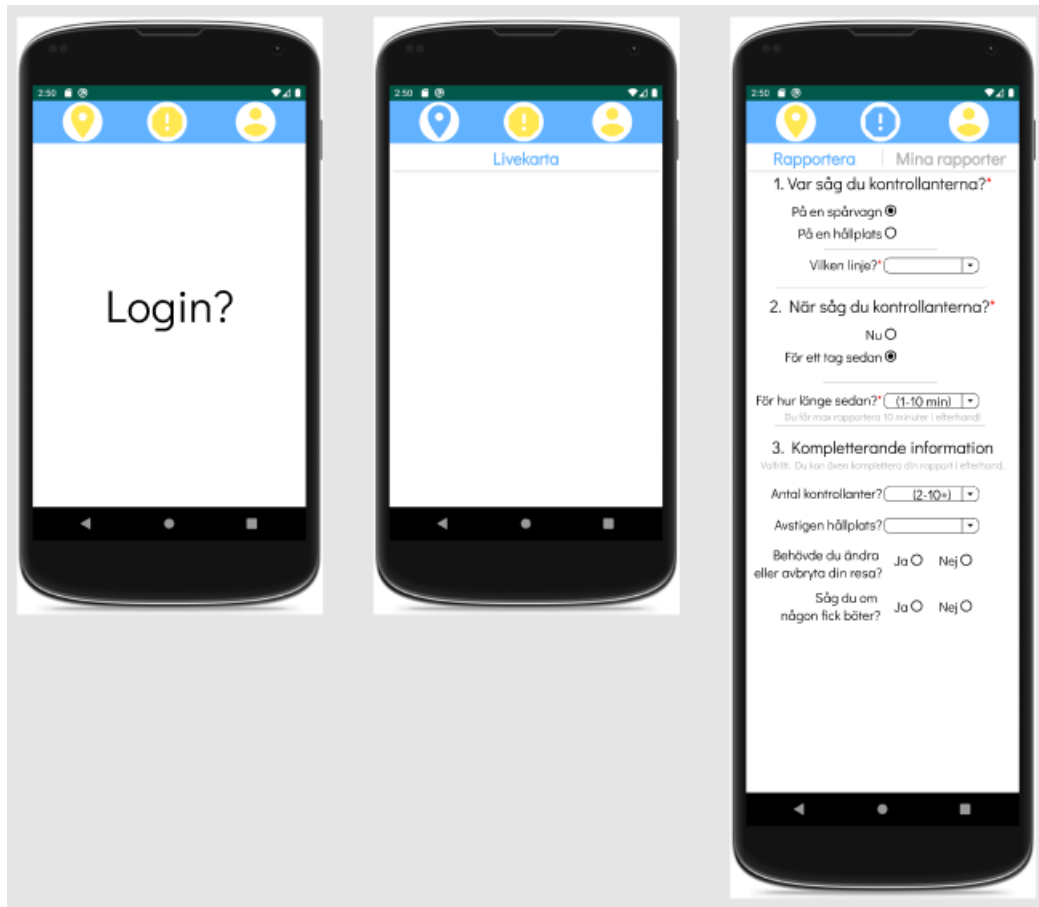 2:50
Login?
2:50
Livekarta
2:50
Rapportera
Mina rapporter
1. Var såg du kontrollanterna?*
På en spårvagn
På en hållplats
Vilken linje?*
2. När såg du kontrollanterna?*
Nu
För ett tag sedan
För hur länge sedan?* (1-10 min)
Du får max rapportera 10 minuter i efterhand!
3. Kompletterande information
Valfritt. Du kan även komplettera din rapport i efterhand.
Antal kontrollanter? (2-10+)
Avstigen hållplats?
Behövde du ändra
eller avbryta din resa? Ja Nej
Såg du om
någon fick böter? Ja Nej